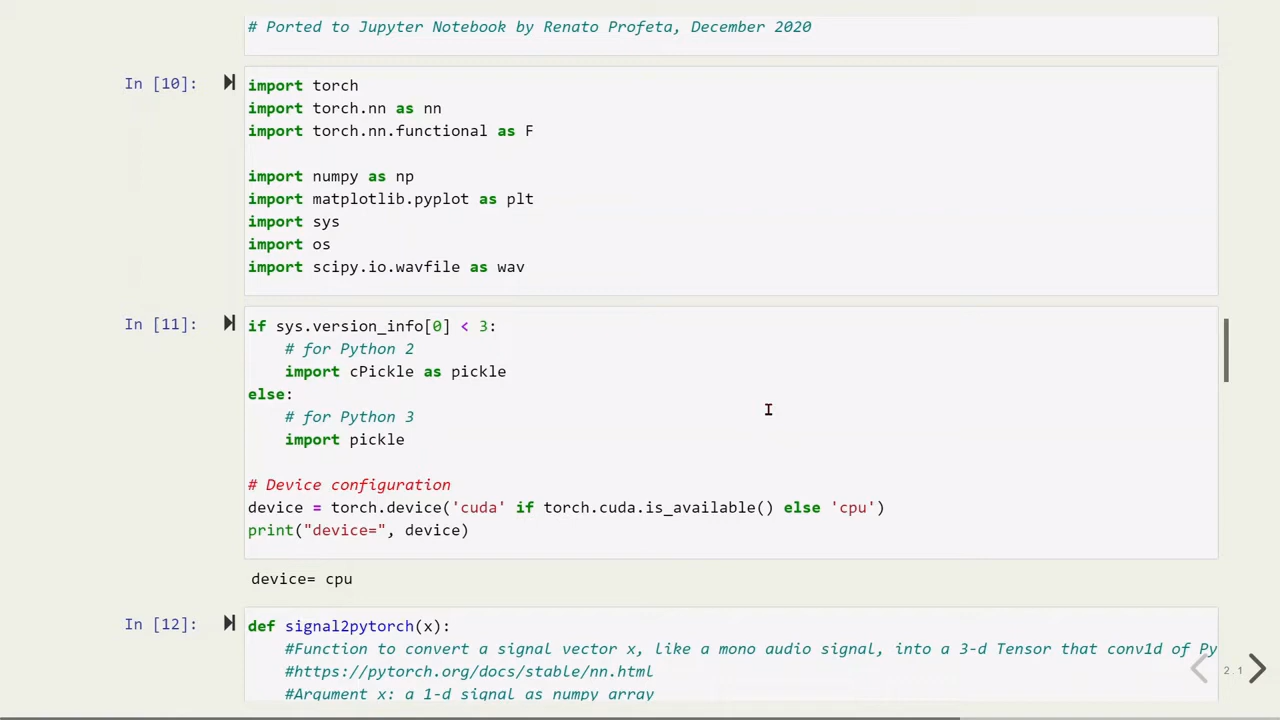 # Ported to Jupyter Notebook by Renato Profeta, December 2020
In [10]:
import torch
import torch.nn as nn
import torch.nn.functional as F
import numpy as np
import matplotlib.pyplot as plt
import sys
import os
import scipy.io.wavfile as wav
In [11]:
if sys.version_info[0] < 3:
    # for Python 2
    import cPickle as pickle
else:
    # for Python 3
    import pickle
# Device configuration
device = torch.device('cuda' if torch.cuda.is_available() else 'cpu')
print("device=", device)
device= cpu
In [12]:
def signal2pytorch(x):
    #Function to convert a signal vector x, like a mono audio signal, into a 3-d Tensor that conv1d of Py
    #https://pytorch.org/docs/stable/nn.html
    #Argument x: a 1-d signal as numpy array
2.1